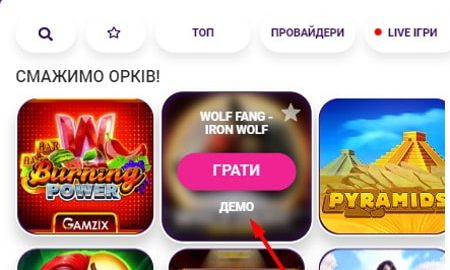 ТОП
ПРОВАЙДЕРИ
LIVE ІГРИ
СМАЖИМО ОРКІВ!
WOLF FANG -
IRON WOLF
ГРАТИ
ДЕМО
Burning
POWER
GAMZIX
PYRAMIDS